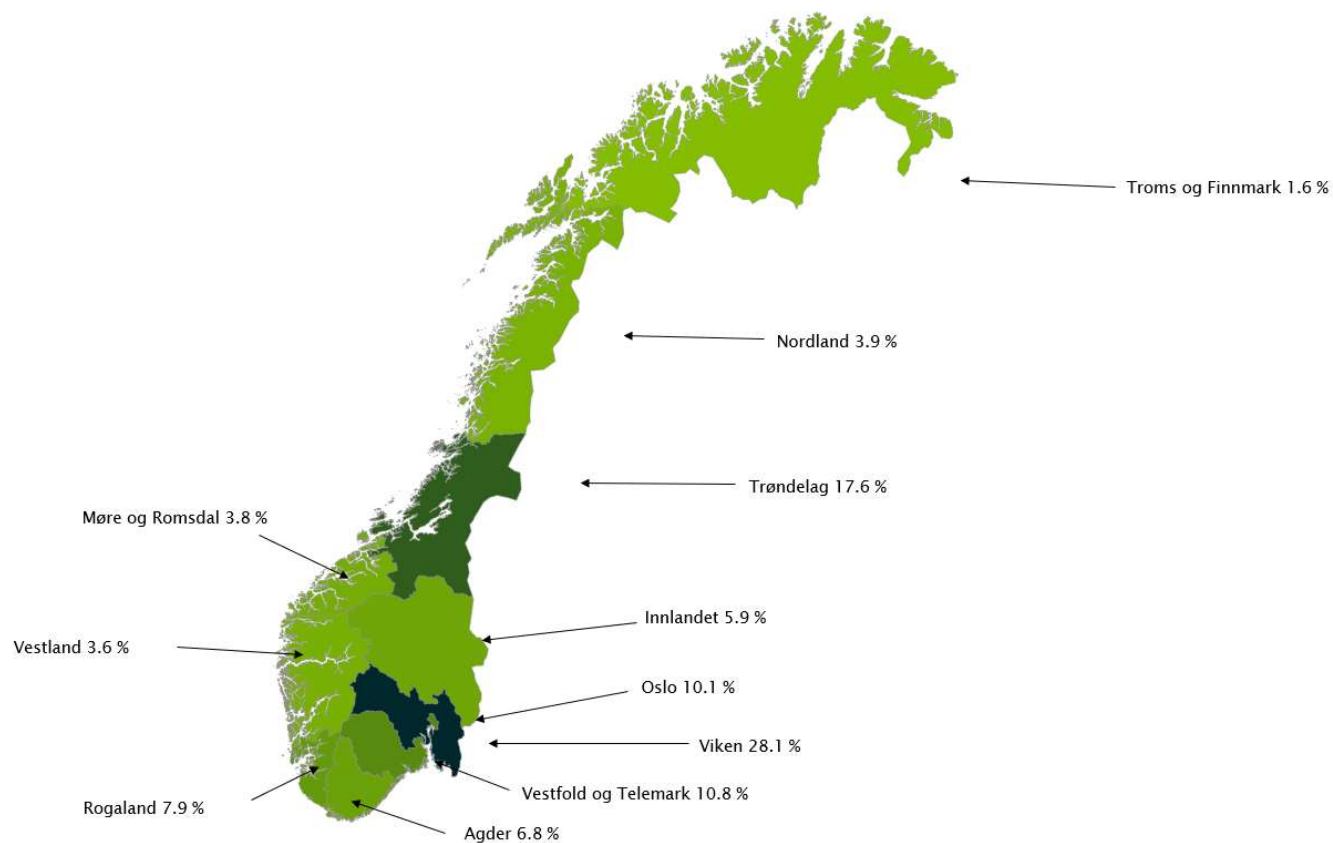 Troms og Finnmark 1.6 %
Nordland 3.9 %
Trøndelag 17.6 %
Møre og Romsdal 3.8 %
Innlandet 5.9 %
Vestland 3.6 %
Oslo 10.1 %
Viken 28.1 %
Vestfold og Telemark 10.8 %
Rogaland 7.9 %
Agder 6.8 %